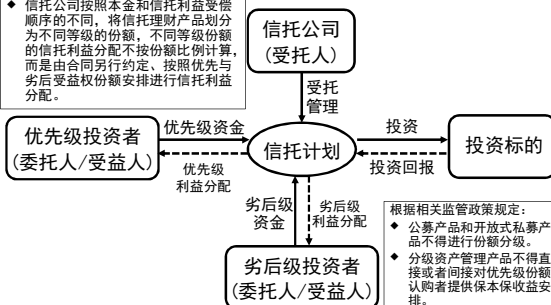 ◆ 信托公司按照本金和信托利益受偿
顺序的不同，将信托理财产品划分
为不同等级的份额，不同等级份额
的信托利益分配不按份额比例计算，
而是由合同另行约定、按照优先与
劣后受益权份额安排进行信托利益
分配。
信托公司
(受托人)
受托
管理
优先级投资者
(委托人/受益人)
优先级资金
优先级
利益分配
信托计划
投资
投资回报
投资标的
劣后级
资金
劣后级
利益分配
劣后级投资者
(委托人/受益人)
根据相关监管政策规定：
◆ 公募产品和开放式私募产
品不得进行份额分级。
◆ 分级资产管理产品不得直
接或者间接对优先级份额
认购者提供保本保收益安
排。